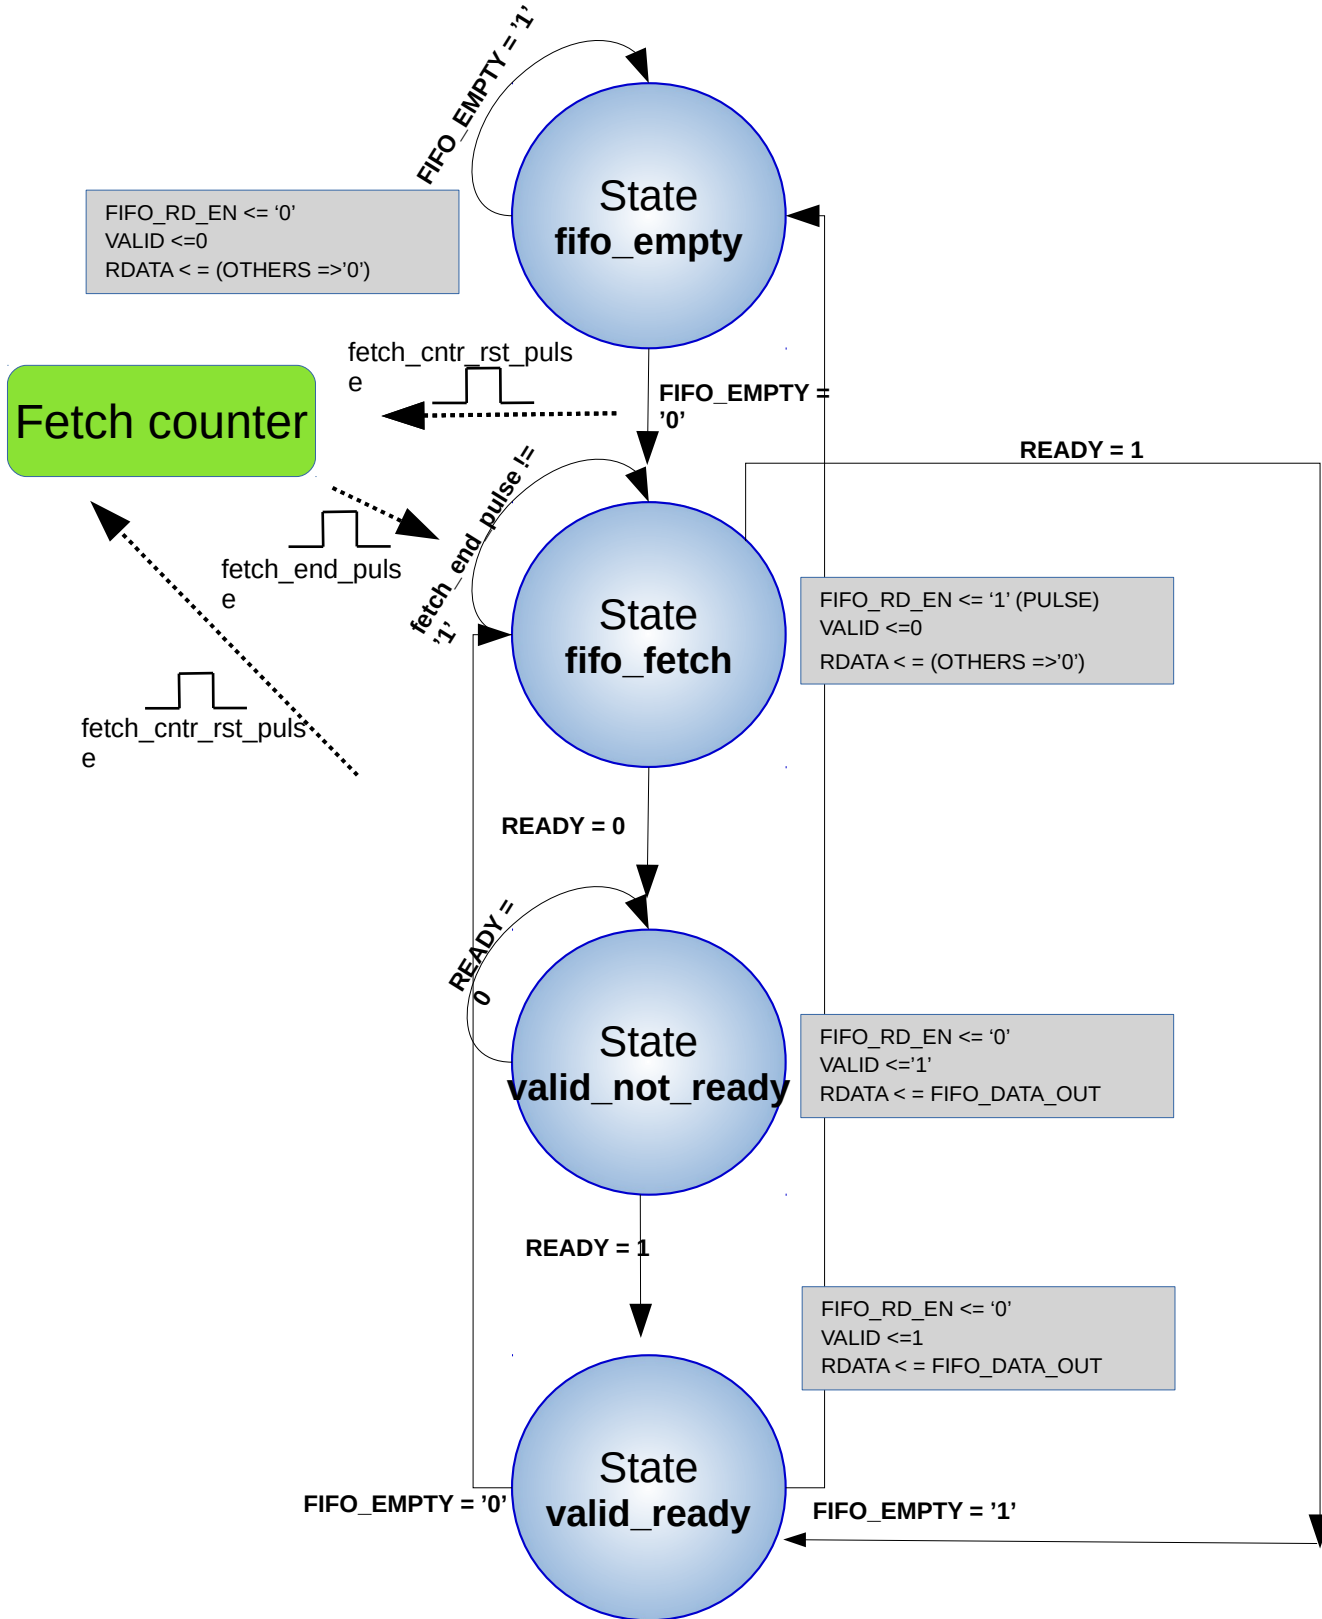 FIFO_EMPTY = ’1’
State
fifo_empty
FIFO_RD_EN <= ‘0’
VALID <=0
RDATA < = (OTHERS =>’0’)
fetch_cntr_rst_puls
e
FIFO_EMPTY =
’0’
Fetch counter
READY = 1
fetch_end_pulse !=
’1’
fetch_end_puls
e
State
fifo_fetch
FIFO_RD_EN <= ‘1’ (PULSE)
VALID <=0
RDATA < = (OTHERS =>’0’)
fetch_cntr_rst_puls
e
READY = 0
READY =
0
State
valid_not_ready
FIFO_RD_EN <= ‘0’
VALID <=’1’
RDATA < = FIFO_DATA_OUT
READY = 1
FIFO_RD_EN <= ‘0’
VALID <=1
RDATA < = FIFO_DATA_OUT
State
valid_ready
FIFO_EMPTY = ’0’
FIFO_EMPTY = ’1’